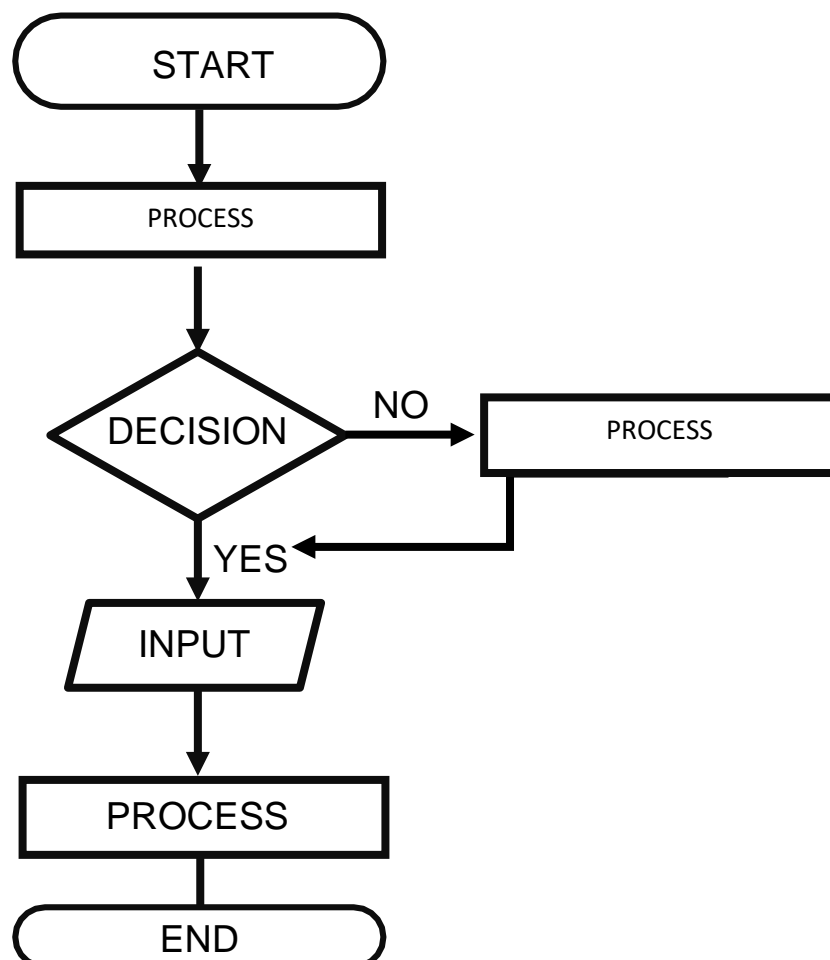 START
PROCESS
DECISION
NO
PROCESS
YES
INPUT
PROCESS
END